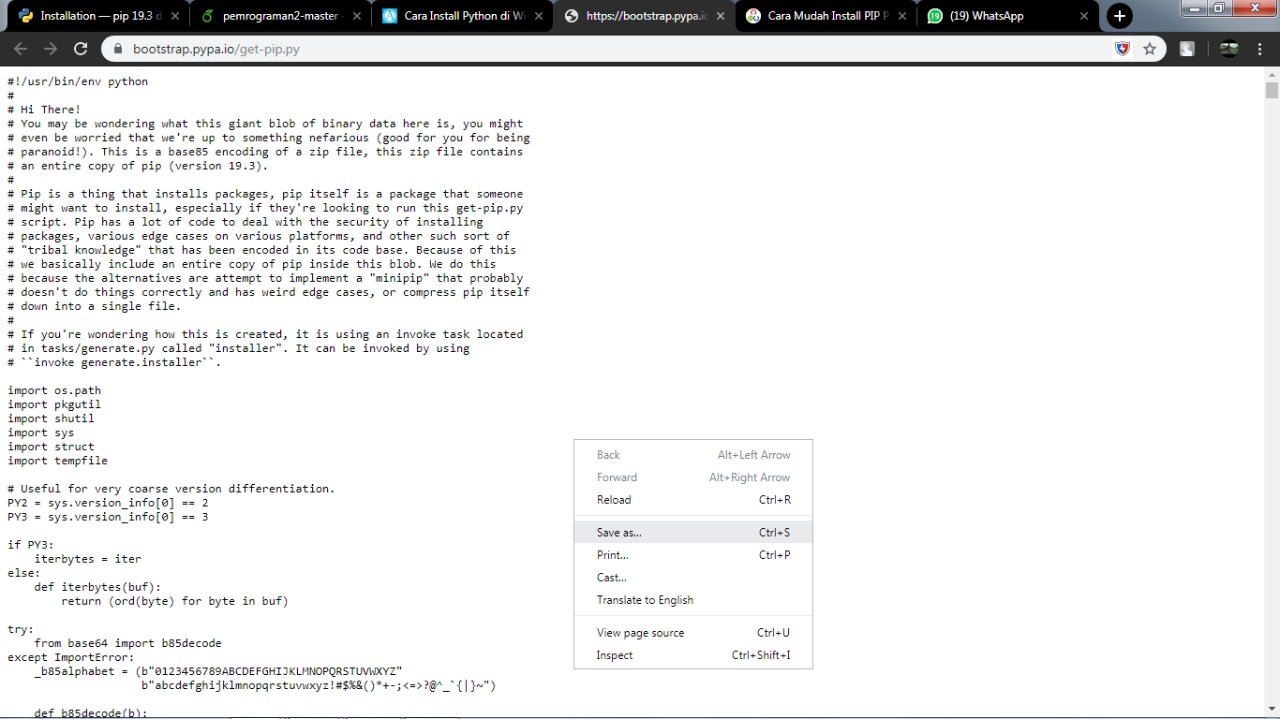 Installation — pip 19.3 d
pemrograman2-master -
Cara Install Python di Wi
https://bootstrap.pypa.io
Cara Mudah Install PIP P
(19) WhatsApp
bootstrap.pypa.io/get-pip.py
#!/usr/bin/env python
#
# Hi There!
# You may be wondering what this giant blob of binary data here is, you might
# even be worried that we're up to something nefarious (good for you for being
# paranoid!). This is a base85 encoding of a zip file, this zip file contains
# an entire copy of pip (version 19.3).
#
# Pip is a thing that installs packages, pip itself is a package that someone
# might want to install, especially if they're looking to run this get-pip.py
# script. Pip has a lot of code to deal with the security of installing
# packages, various edge cases on various platforms, and other such sort of
# "tribal knowledge" that has been encoded in its code base. Because of this
# we basically include an entire copy of pip inside this blob. We do this
# because the alternatives are attempt to implement a "minipip" that probably
# doesn't do things correctly and has weird edge cases, or compress pip itself
# down into a single file.
#
# If you're wondering how this is created, it is using an invoke task located
# in tasks/generate.py called "installer". It can be invoked by using
# ``invoke generate.installer``.
import os.path
import pkgutil
import shutil
import sys
import struct
import tempfile
# Useful for very coarse version differentiation.
PY2 = sys.version_info[0] == 2
PY3 = sys.version_info[0] == 3
if PY3:
    iterbytes = iter
else:
    def iterbytes(buf):
        return (ord(byte) for byte in buf)
try:
    from base64 import b85decode
except ImportError:
    _b85alphabet = (b"0123456789ABCDEFGHIJKLMNOPQRSTUVWXYZ"
                    b"abcdefghijklmnopqrstuvwxyz!#$%&()*+-;<=>?@^_`{|}~")
    def b85decode(b):
Back Alt+Left Arrow
Forward Alt+Right Arrow
Reload Ctrl+R
Save as... Ctrl+S
Print... Ctrl+P
Cast...
Translate to English
View page source Ctrl+U
Inspect Ctrl+Shift+I